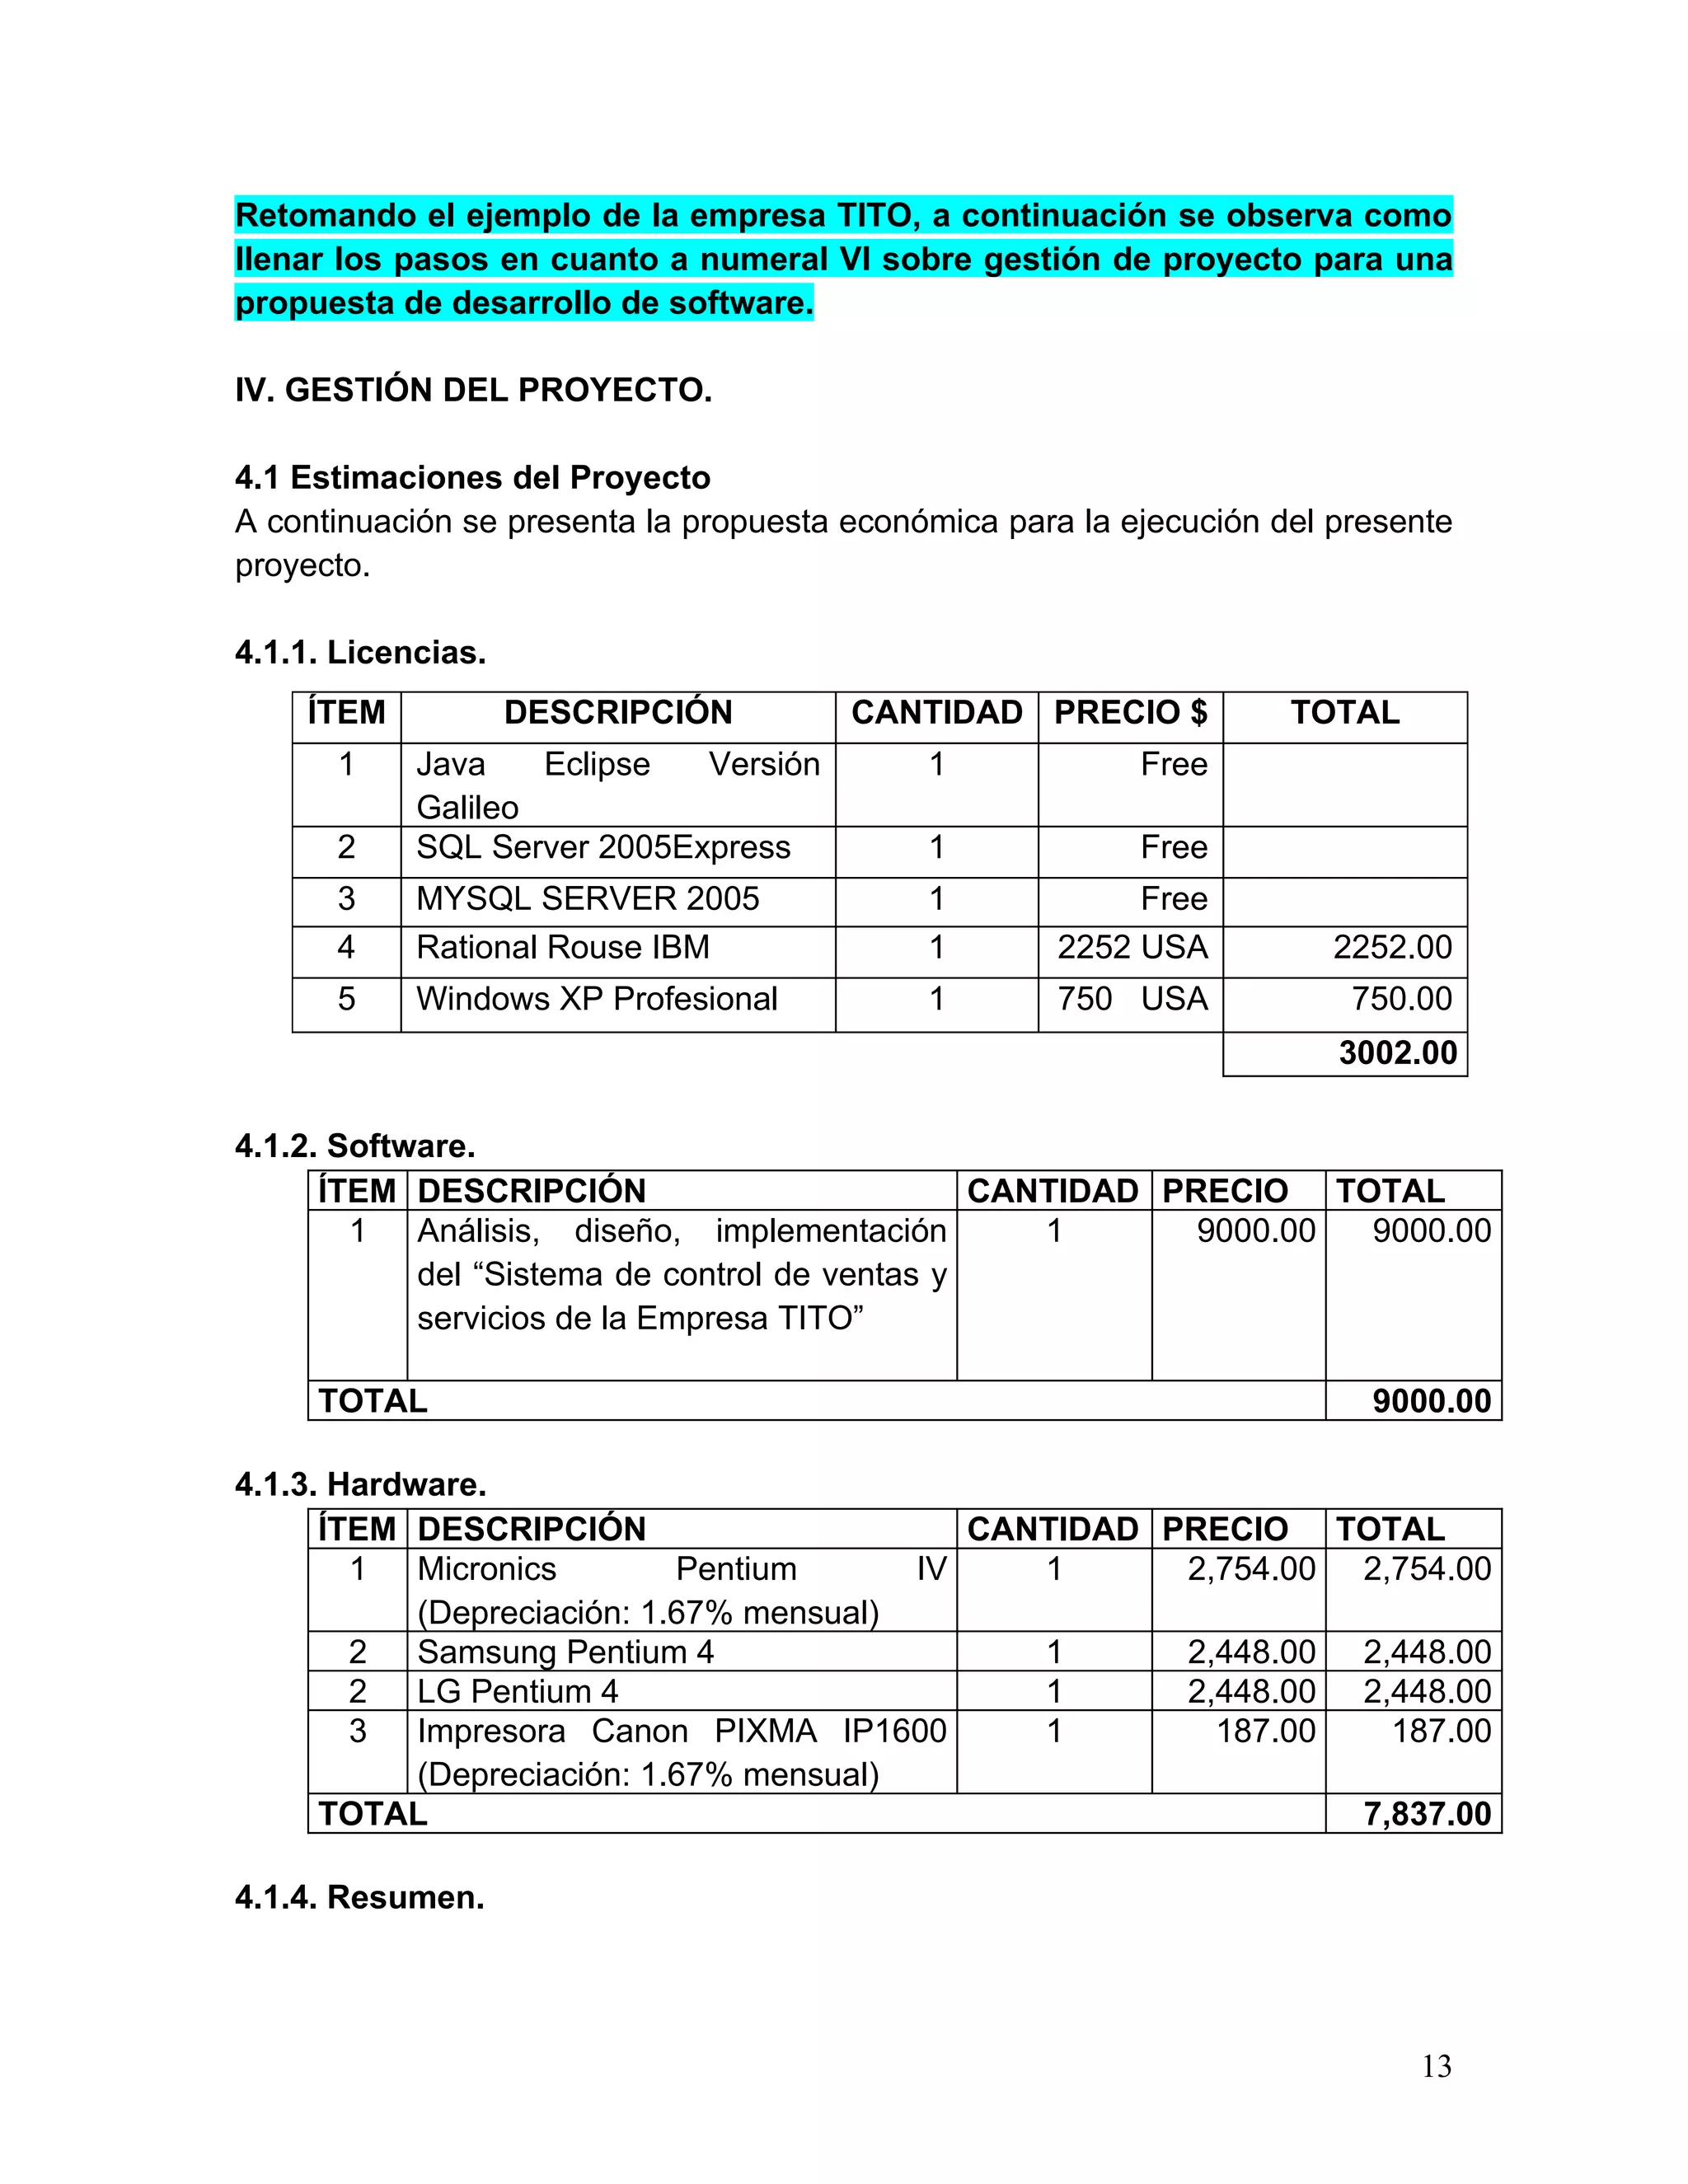 Retomando el ejemplo de la empresa TITO, a continuación se observa como
llenar los pasos en cuanto a numeral VI sobre gestión de proyecto para una
propuesta de desarrollo de software.
IV. GESTIÓN DEL PROYECTO.
4.1 Estimaciones del Proyecto
A continuación se presenta la propuesta económica para la ejecución del presente
proyecto.
4.1.1. Licencias.
ÍTEM DESCRIPCIÓN CANTIDAD PRECIO $ TOTAL
1 Java Eclipse Versión 1 Free
Galileo
2 SQL Server 2005Express 1 Free
3 MYSQL SERVER 2005 1 Free
4 Rational Rouse IBM 1 2252 USA 2252.00
5 Windows XP Profesional 1 750 USA 750.00
3002.00
4.1.2. Software.
ÍTEM DESCRIPCIÓN CANTIDAD PRECIO TOTAL
1 Análisis, diseño, implementación 1 9000.00 9000.00
del “Sistema de control de ventas y
servicios de la Empresa TITO”
TOTAL 9000.00
4.1.3. Hardware.
ÍTEM DESCRIPCIÓN CANTIDAD PRECIO TOTAL
1 Micronics Pentium IV 1 2,754.00 2,754.00
(Depreciación: 1.67% mensual)
2 Samsung Pentium 4 1 2,448.00 2,448.00
2 LG Pentium 4 1 2,448.00 2,448.00
3 Impresora Canon PIXMA IP1600 1 187.00 187.00
(Depreciación: 1.67% mensual)
TOTAL 7,837.00
4.1.4. Resumen.
13